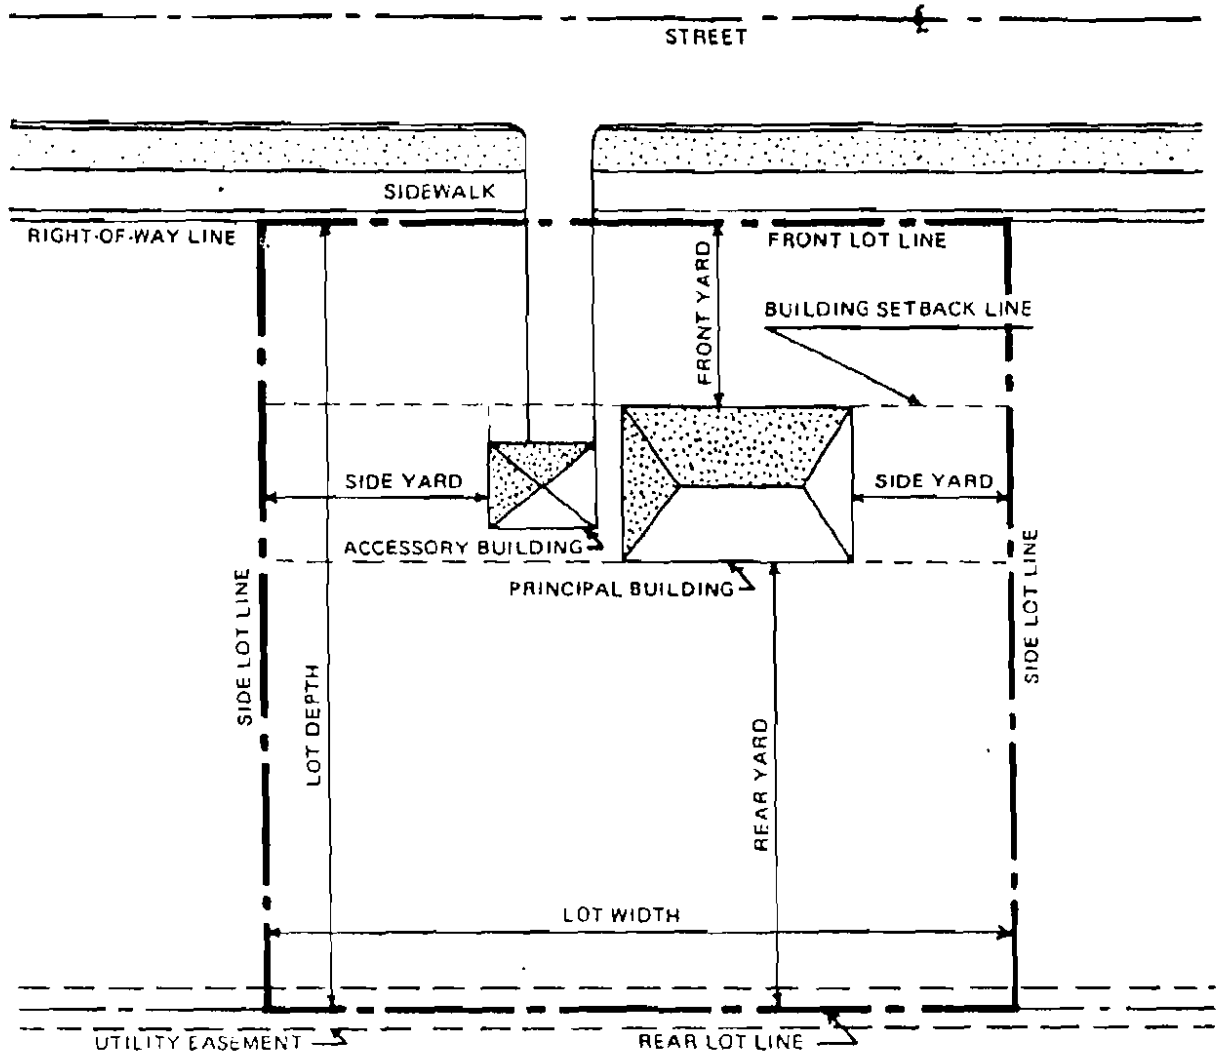 STREET
SIDEWALK
RIGHT-OF-WAY LINE
FRONT LOT LINE
FRONT YARD
BUILDING SETBACK LINE
SIDE YARD
SIDE YARD
ACCESSORY BUILDING
PRINCIPAL BUILDING
SIDE LOT LINE
SIDE LOT LINE
LOT DEPTH
REAR YARD
LOT WIDTH
UTILITY EASEMENT
REAR LOT LINE